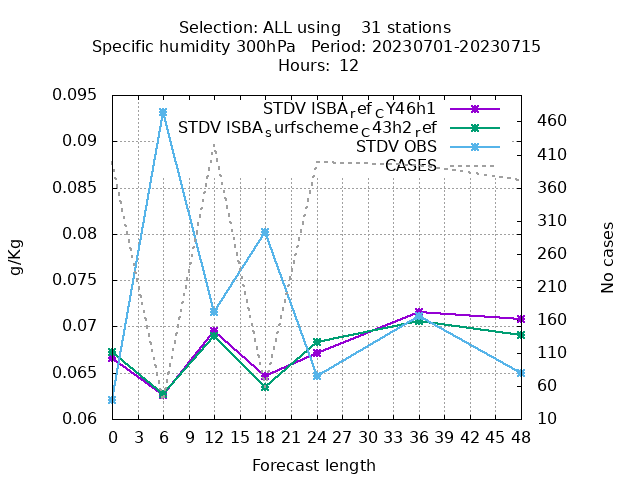 Selection: ALL using    31 stations
Specific humidity 300hPa   Period: 20230701-20230715
Hours: 12
STDV ISBA_ref_CY46h1
STDV ISBA_surfscheme_C43h2_ref
STDV OBS
CASES
0.095
0.09
0.085
0.08
0.075
0.07
0.065
0.06
g/Kg
460
410
360
310
260
210
160
110
60
10
No cases
0 3 6 9 12 15 18 21 24 27 30 33 36 39 42 45 48
Forecast length